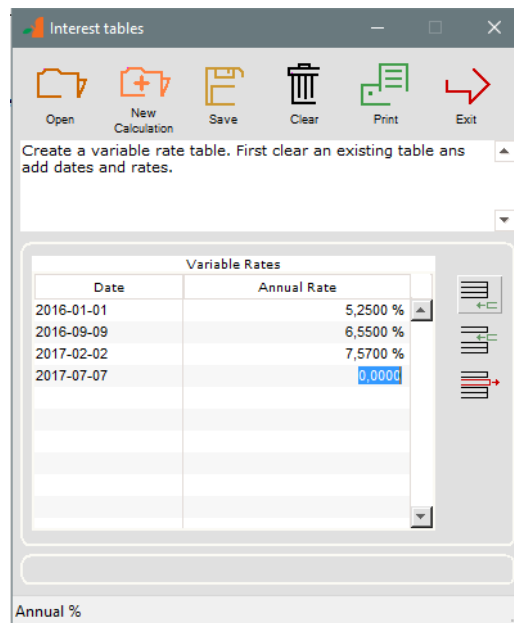 Interest tables
Open
New
Calculation
Save
Clear
Print
Exit
Create a variable rate table. First clear an existing table ans
add dates and rates.
Variable Rates
Date Annual Rate
2016-01-01 5,2500 %
2016-09-09 6,5500 %
2017-02-02 7,5700 %
2017-07-07 0,0000
Annual %